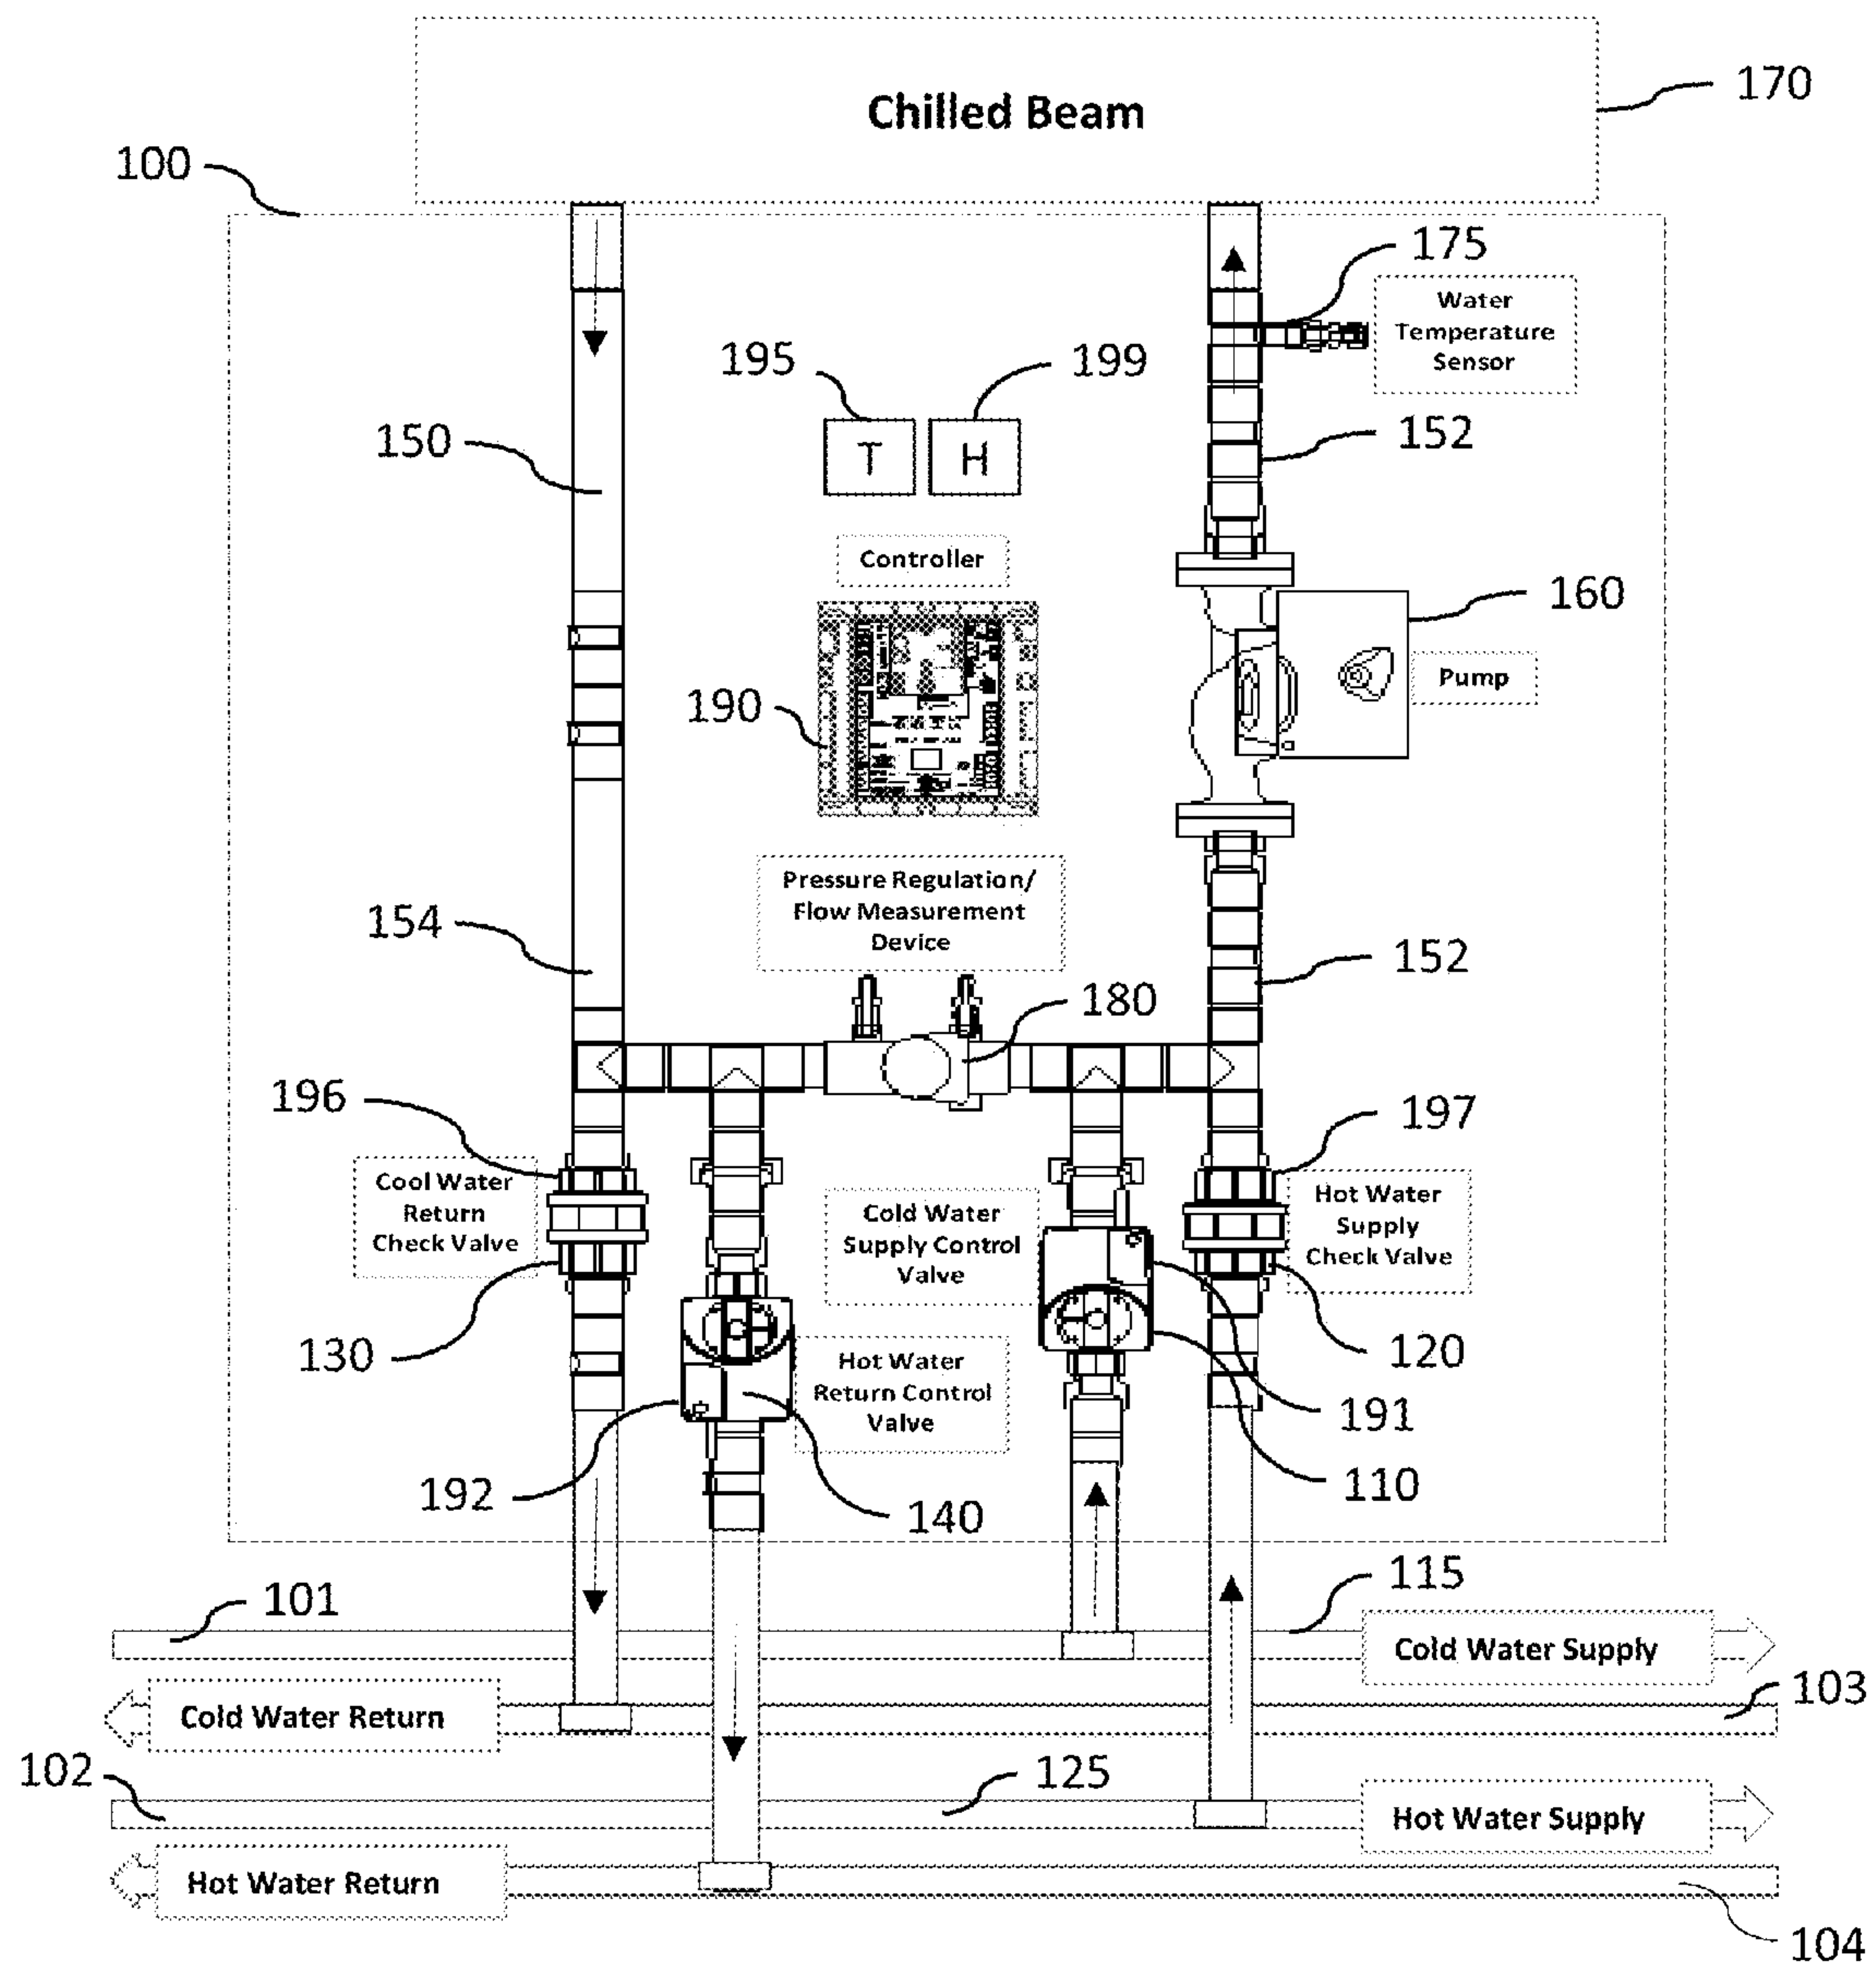 Chilled Beam
170
100
175
Water
Temperature
Sensor
195
199
T
H
150
152
Controller
160
Pump
190
Pressure Regulation/
Flow Measurement
Device
154
152
180
196
197
Cool Water
Return
Check Valve
Cold Water
Supply Control
Valve
Hot Water
Supply
Check Valve
130
120
Hot Water
Return Control
Valve
191
192
140
110
101
115
Cold Water Supply
103
Cold Water Return
102
125
Hot Water Supply
Hot Water Return
104